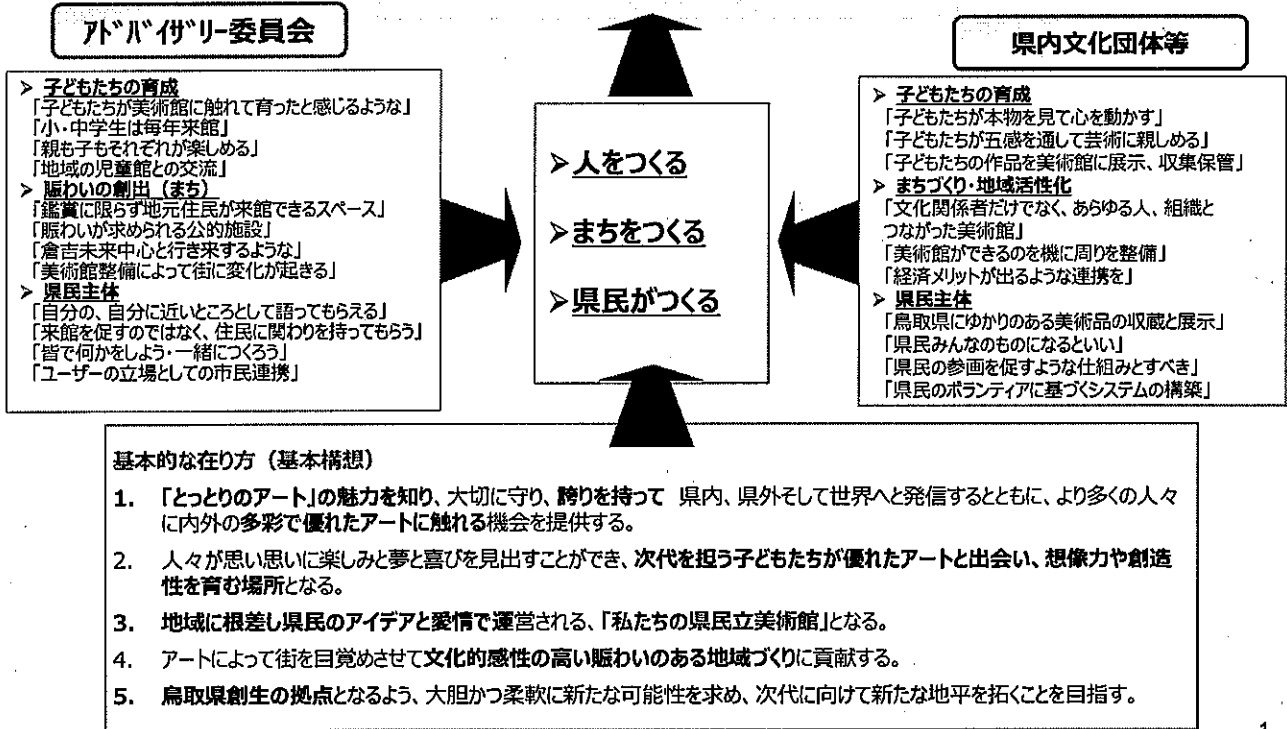 ｱﾄﾞﾊﾞｲｻﾞﾘｰ委員会
県内文化団体等
➢ 子どもたちの育成
「子どもたちが美術館に触れて育ったと感じるような」
「小・中学生は毎年来館」
「親も子もそれぞれが楽しめる」
「地域の児童館との交流」
➢ 賑わいの創出（まち）
「鑑賞に限らず地元住民が来館できるスペース」
「賑わいが求められる公的施設」
「倉吉未来中心と行き来するような」
「美術館整備によって街に変化が起きる」
➢ 県民主体
「自分の、自分に近いところとして語ってもらえる」
「来館を促すのではなく、住民に関わりを持ってもらう」
「皆で何かをしよう・一緒につくろう」
「ユーザーの立場としての市民連携」
➢人をつくる
➢まちをつくる
➢県民がつくる
➢ 子どもたちの育成
「子どもたちが本物を見て心を動かす」
「子どもたちが五感を通して芸術に親しめる」
「子どもたちの作品を美術館に展示、収集保管」
➢ まちづくり・地域活性化
「文化関係者だけでなく、あらゆる人、組織と
つながった美術館」
「美術館ができるのを機に周りを整備」
「経済メリットが出るような連携を」
➢ 県民主体
「鳥取県にゆかりのある美術品の収蔵と展示」
「県民みんなのものになるといい」
「県民の参画を促すような仕組みとすべき」
「県民のボランティアに基づくシステムの構築」
基本的な在り方（基本構想）
1. 「とっとりのアート」の魅力を知り、大切に守り、誇りを持って 県内、県外そして世界へと発信するとともに、より多くの人々
に内外の多彩で優れたアートに触れる機会を提供する。
2. 人々が思い思いに楽しみと夢と喜びを見出すことができ、次代を担う子どもたちが優れたアートと出会い、想像力や創造
性を育む場所となる。
3. 地域に根差し県民のアイデアと愛情で運営される、「私たちの県民立美術館」となる。
4. アートによって街を目覚めさせて文化的感性の高い賑わいのある地域づくりに貢献する。
5. 鳥取県創生の拠点となるよう、大胆かつ柔軟に新たな可能性を求め、次代に向けて新たな地平を拓くことを目指す。
1